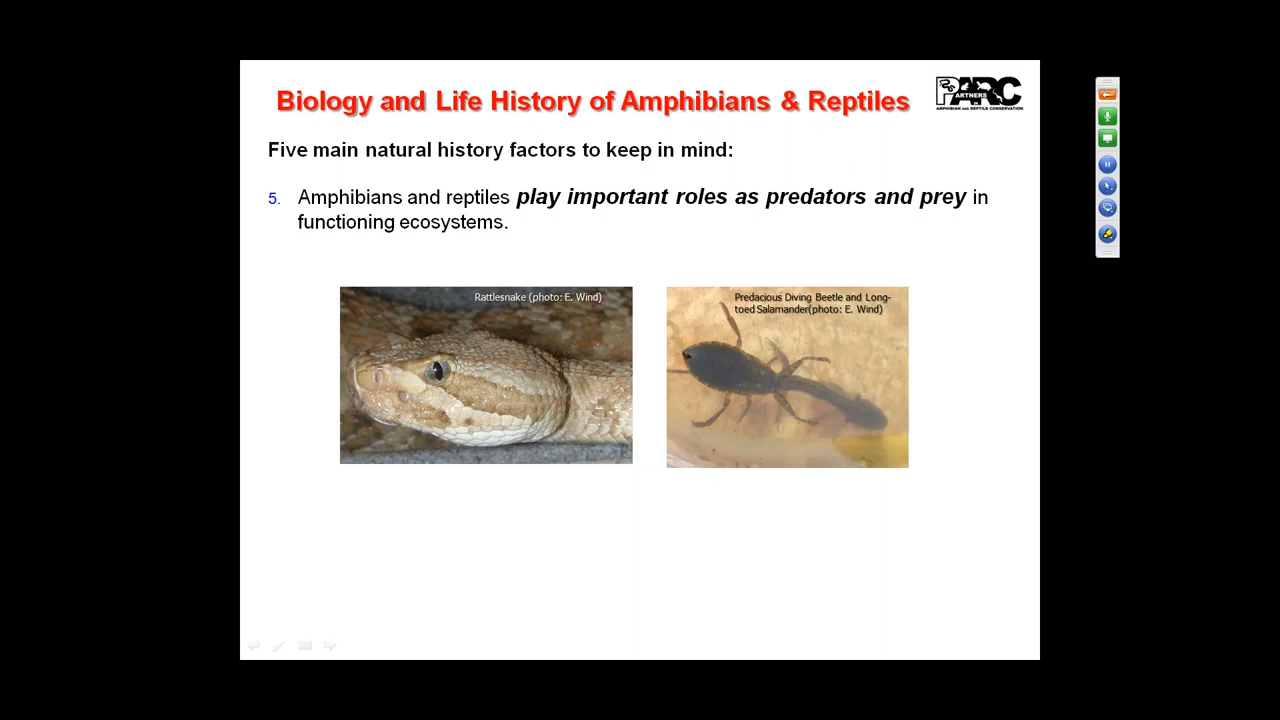 Biology and Life History of Amphibians & Reptiles
PARC
PARTNERS
AMPHIBIAN AND REPTILE CONSERVATION
Five main natural history factors to keep in mind:
5. Amphibians and reptiles play important roles as predators and prey in
functioning ecosystems.
Rattlesnake (photo: E. Wind)
Predacious Diving Beetle and Long-
toed Salamander(photo: E. Wind)